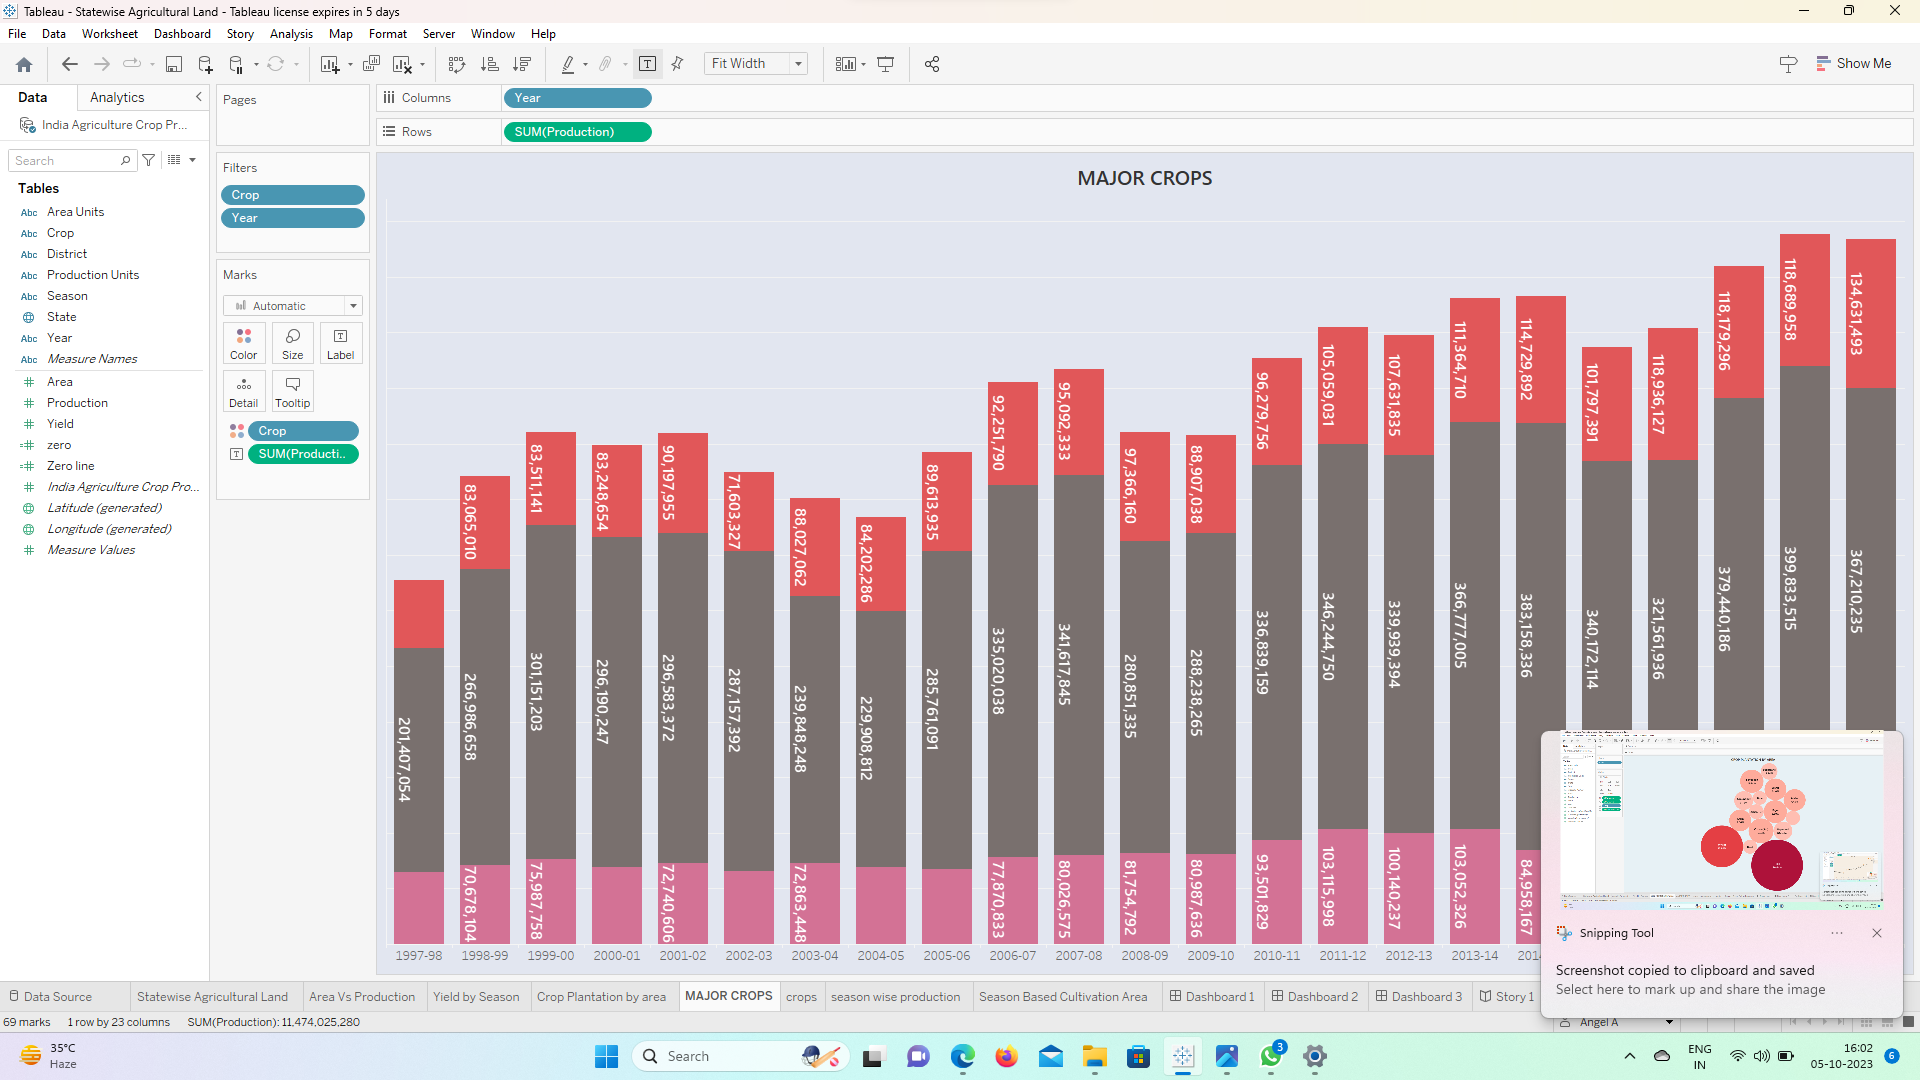 Tableau - Statewise Agricultural Land - Tableau license expires in 5 days
File Data Worksheet Dashboard Story Analysis Map Format Server Window Help
Fit Width
Show Me
Data Analytics
India Agriculture Crop Pr...
Search
Tables
Abc Area Units
Abc Crop
Abc District
Abc Production Units
Abc Season
State
Abc Year
Abc Measure Names
Area
Production
Yield
zero
Zero line
India Agriculture Crop Pro...
Latitude (generated)
Longitude (generated)
Measure Values
Pages
Filters
Crop
Year
Marks
Automatic
Color Size Label
Detail Tooltip
Crop
SUM(Producti..
Columns Year
Rows SUM(Production)
MAJOR CROPS
201,407,054
83,065,010
266,986,658
70,678,104
83,511,141
301,151,203
75,987,758
83,248,654
296,190,247
90,197,955
296,583,372
72,740,606
71,603,327
287,157,392
88,027,062
239,848,248
72,863,448
84,202,286
229,908,812
89,613,935
285,761,091
92,251,790
335,020,038
77,870,833
95,092,333
341,617,845
80,026,575
97,366,160
280,851,335
81,754,792
88,907,038
288,238,265
80,987,636
96,279,756
336,839,159
93,501,829
105,059,031
346,244,750
103,115,998
107,631,835
339,939,394
100,140,237
111,364,710
366,777,005
103,052,326
114,729,892
383,158,336
84,958,167
101,797,391
340,172,114
118,936,127
321,561,936
118,179,296
379,440,186
118,689,958
399,833,515
134,631,493
367,210,235
1997-98 1998-99 1999-00 2000-01 2001-02 2002-03 2003-04 2004-05 2005-06 2006-07 2007-08 2008-09 2009-10 2010-11 2011-12 2012-13 2013-14
Snipping Tool
Screenshot copied to clipboard and saved
Select here to mark up and share the image
Data Source Statewise Agricultural Land Area Vs Production Yield by Season Crop Plantation by area MAJOR CROPS crops season wise production Season Based Cultivation Area Dashboard 1 Dashboard 2 Dashboard 3 Story 1
69 marks 1 row by 23 columns SUM(Production): 11,474,025,280
Angel A
35°C
Haze
Search
3
ENG
IN
16:02
05-10-2023
6